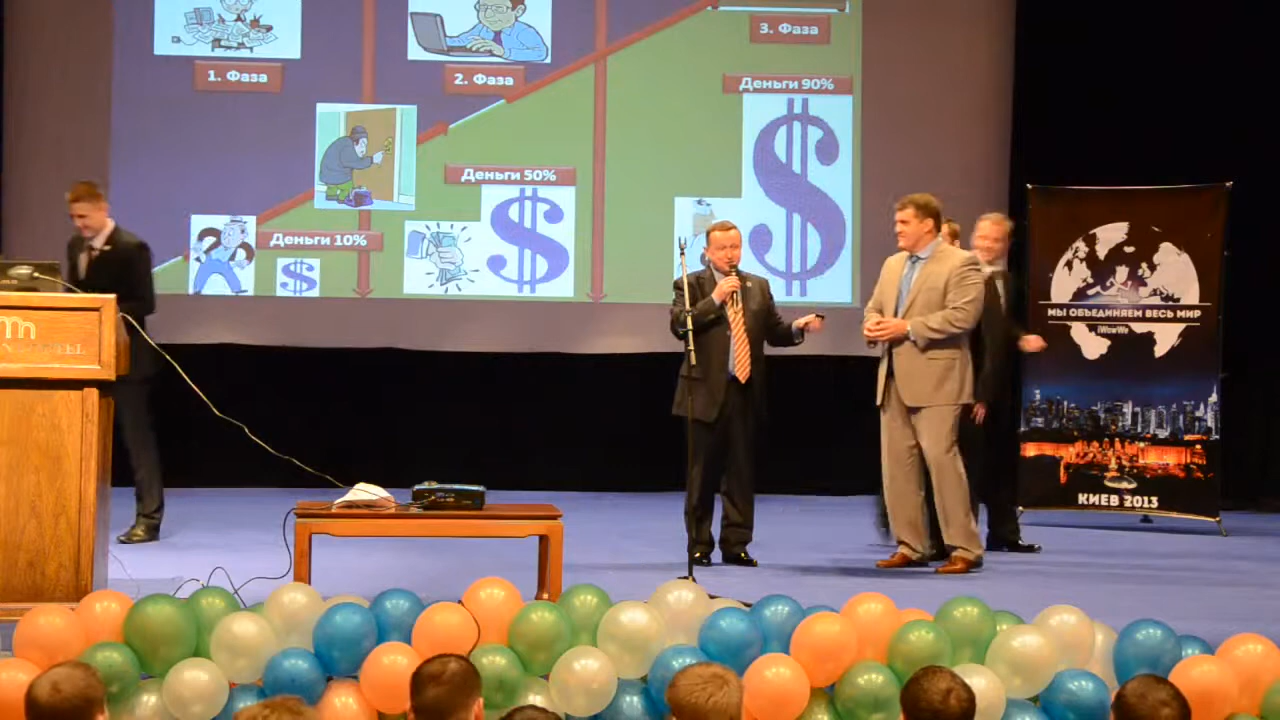 1. Фаза
2. Фаза
3. Фаза
Деньги 90%
Деньги 50%
Деньги 10%
МЫ ОБЪЕДИНЯЕМ ВЕСЬ МИР
iWowWe
КИЕВ 2013